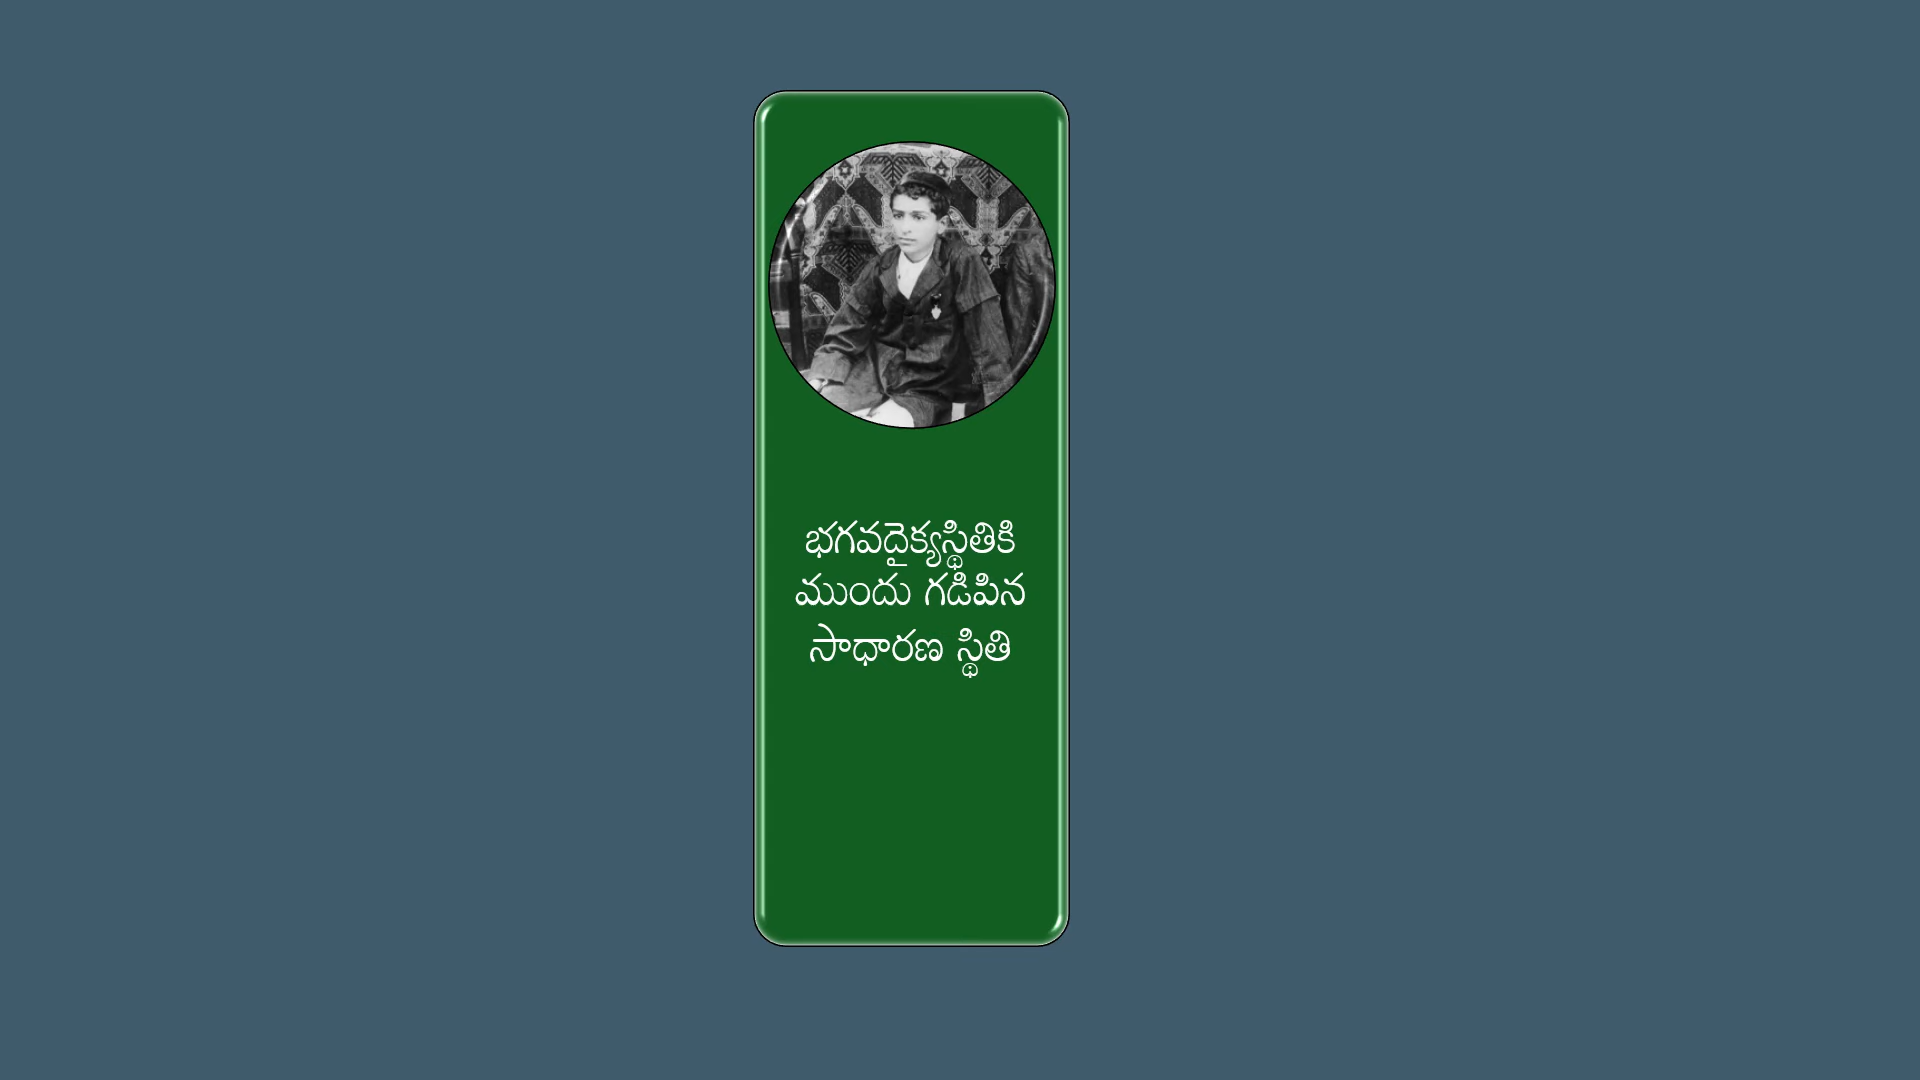 భగవదైక్యస్థితికి
ముందు గడిపిన
సాధారణ స్థితి